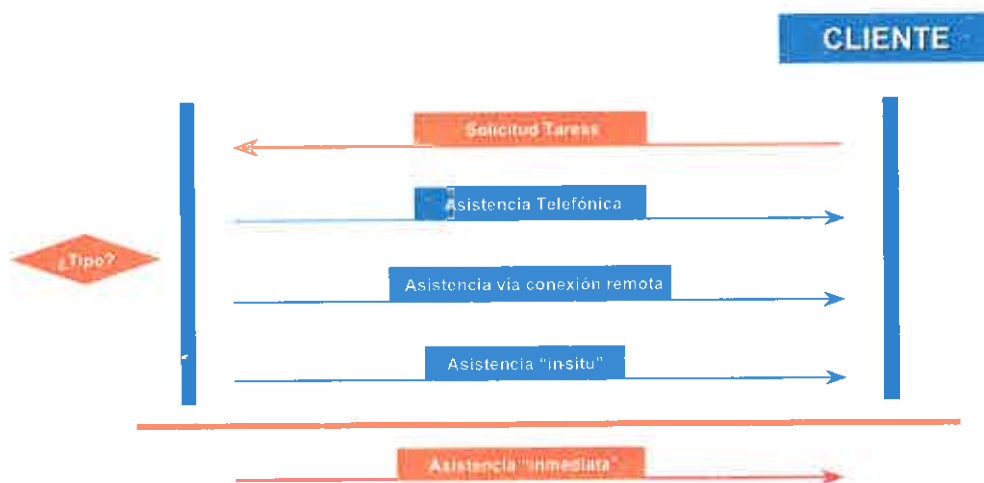 CLIENTE
Solicitud Tareas
Asistencia Telefónica
¿Tipo?
Asistencia vía conexión remota
Asistencia "in-situ"
Asistencia "inmediata"